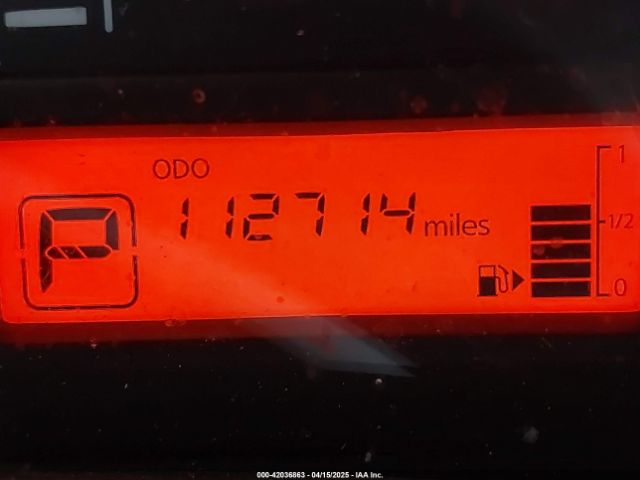 ODO
112714 miles
P
1
1/2
0
000-42036863 - 04/15/2025 - IAA Inc.